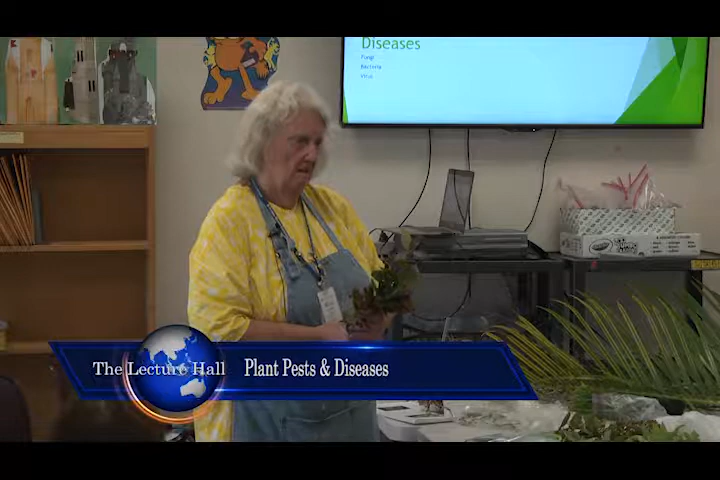 Diseases
Fungi
Bacteria
Virus
The Lecture Hall
Plant Pests & Diseases